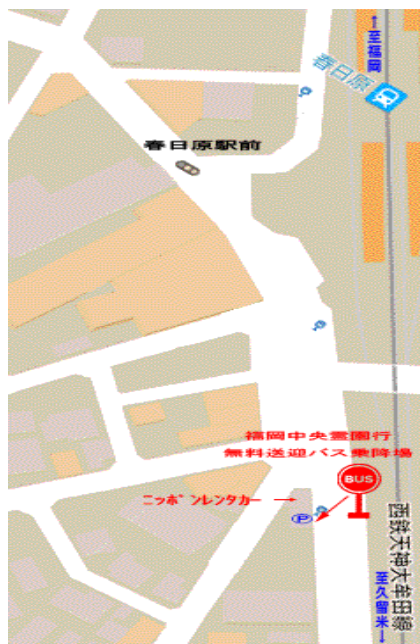 ←至福岡
春日原
春日原駅前
福岡中央霊園行
無料送迎バス乗降場
BUS
ニッポンレンタカー →
P
西鉄天神大牟田線
至久留米→